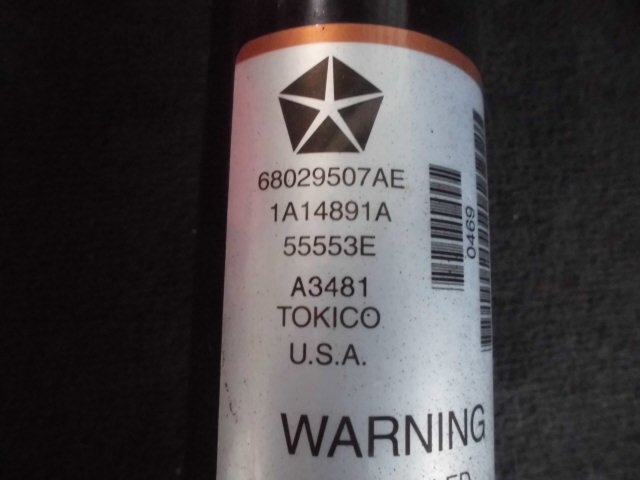 68029507AE
1A14891A
55553E
A3481
TOKICO
U.S.A.
0469
WARNING